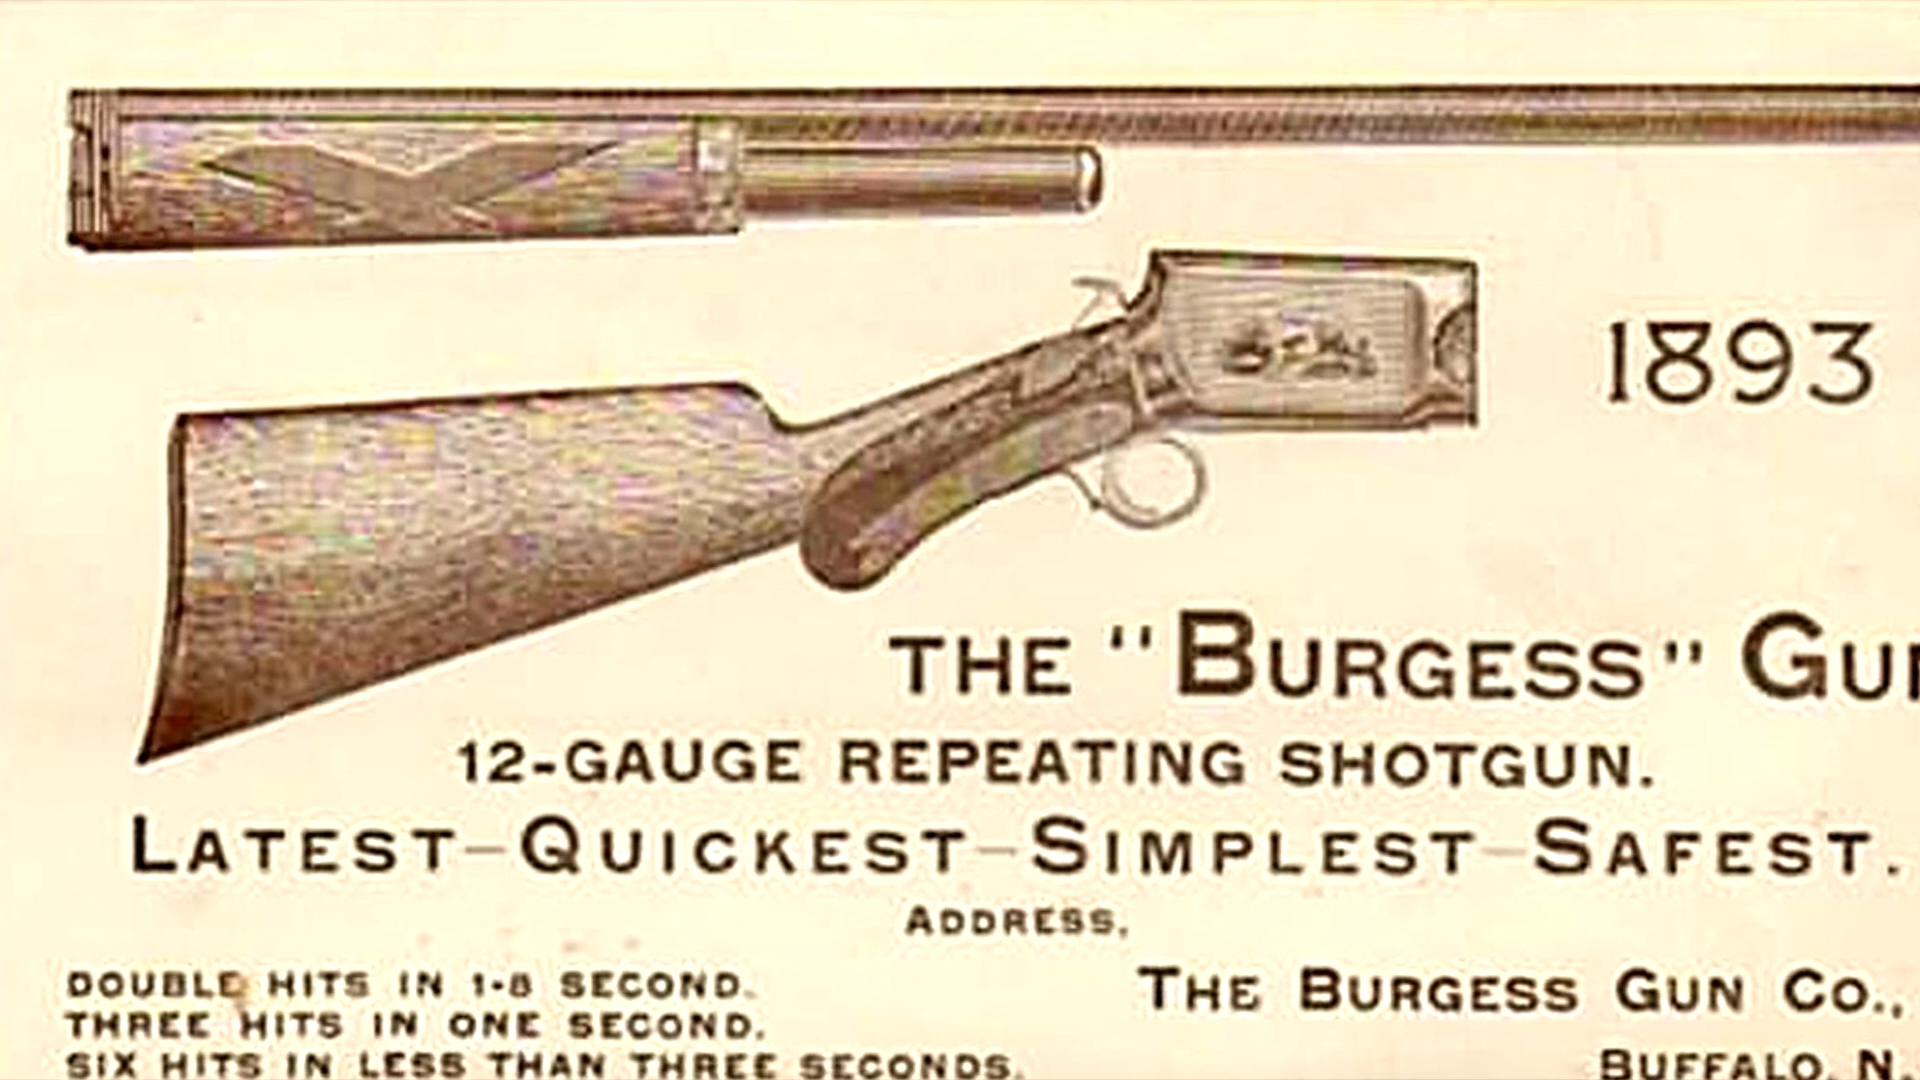 1893
THE "BURGESS" GUN
12-GAUGE REPEATING SHOTGUN.
LATEST–QUICKEST–SIMPLEST–SAFEST.
ADDRESS,
DOUBLE HITS IN 1-8 SECOND.
THREE HITS IN ONE SECOND.
SIX HITS IN LESS THAN THREE SECONDS.
THE BURGESS GUN CO.,
BUFFALO, N.